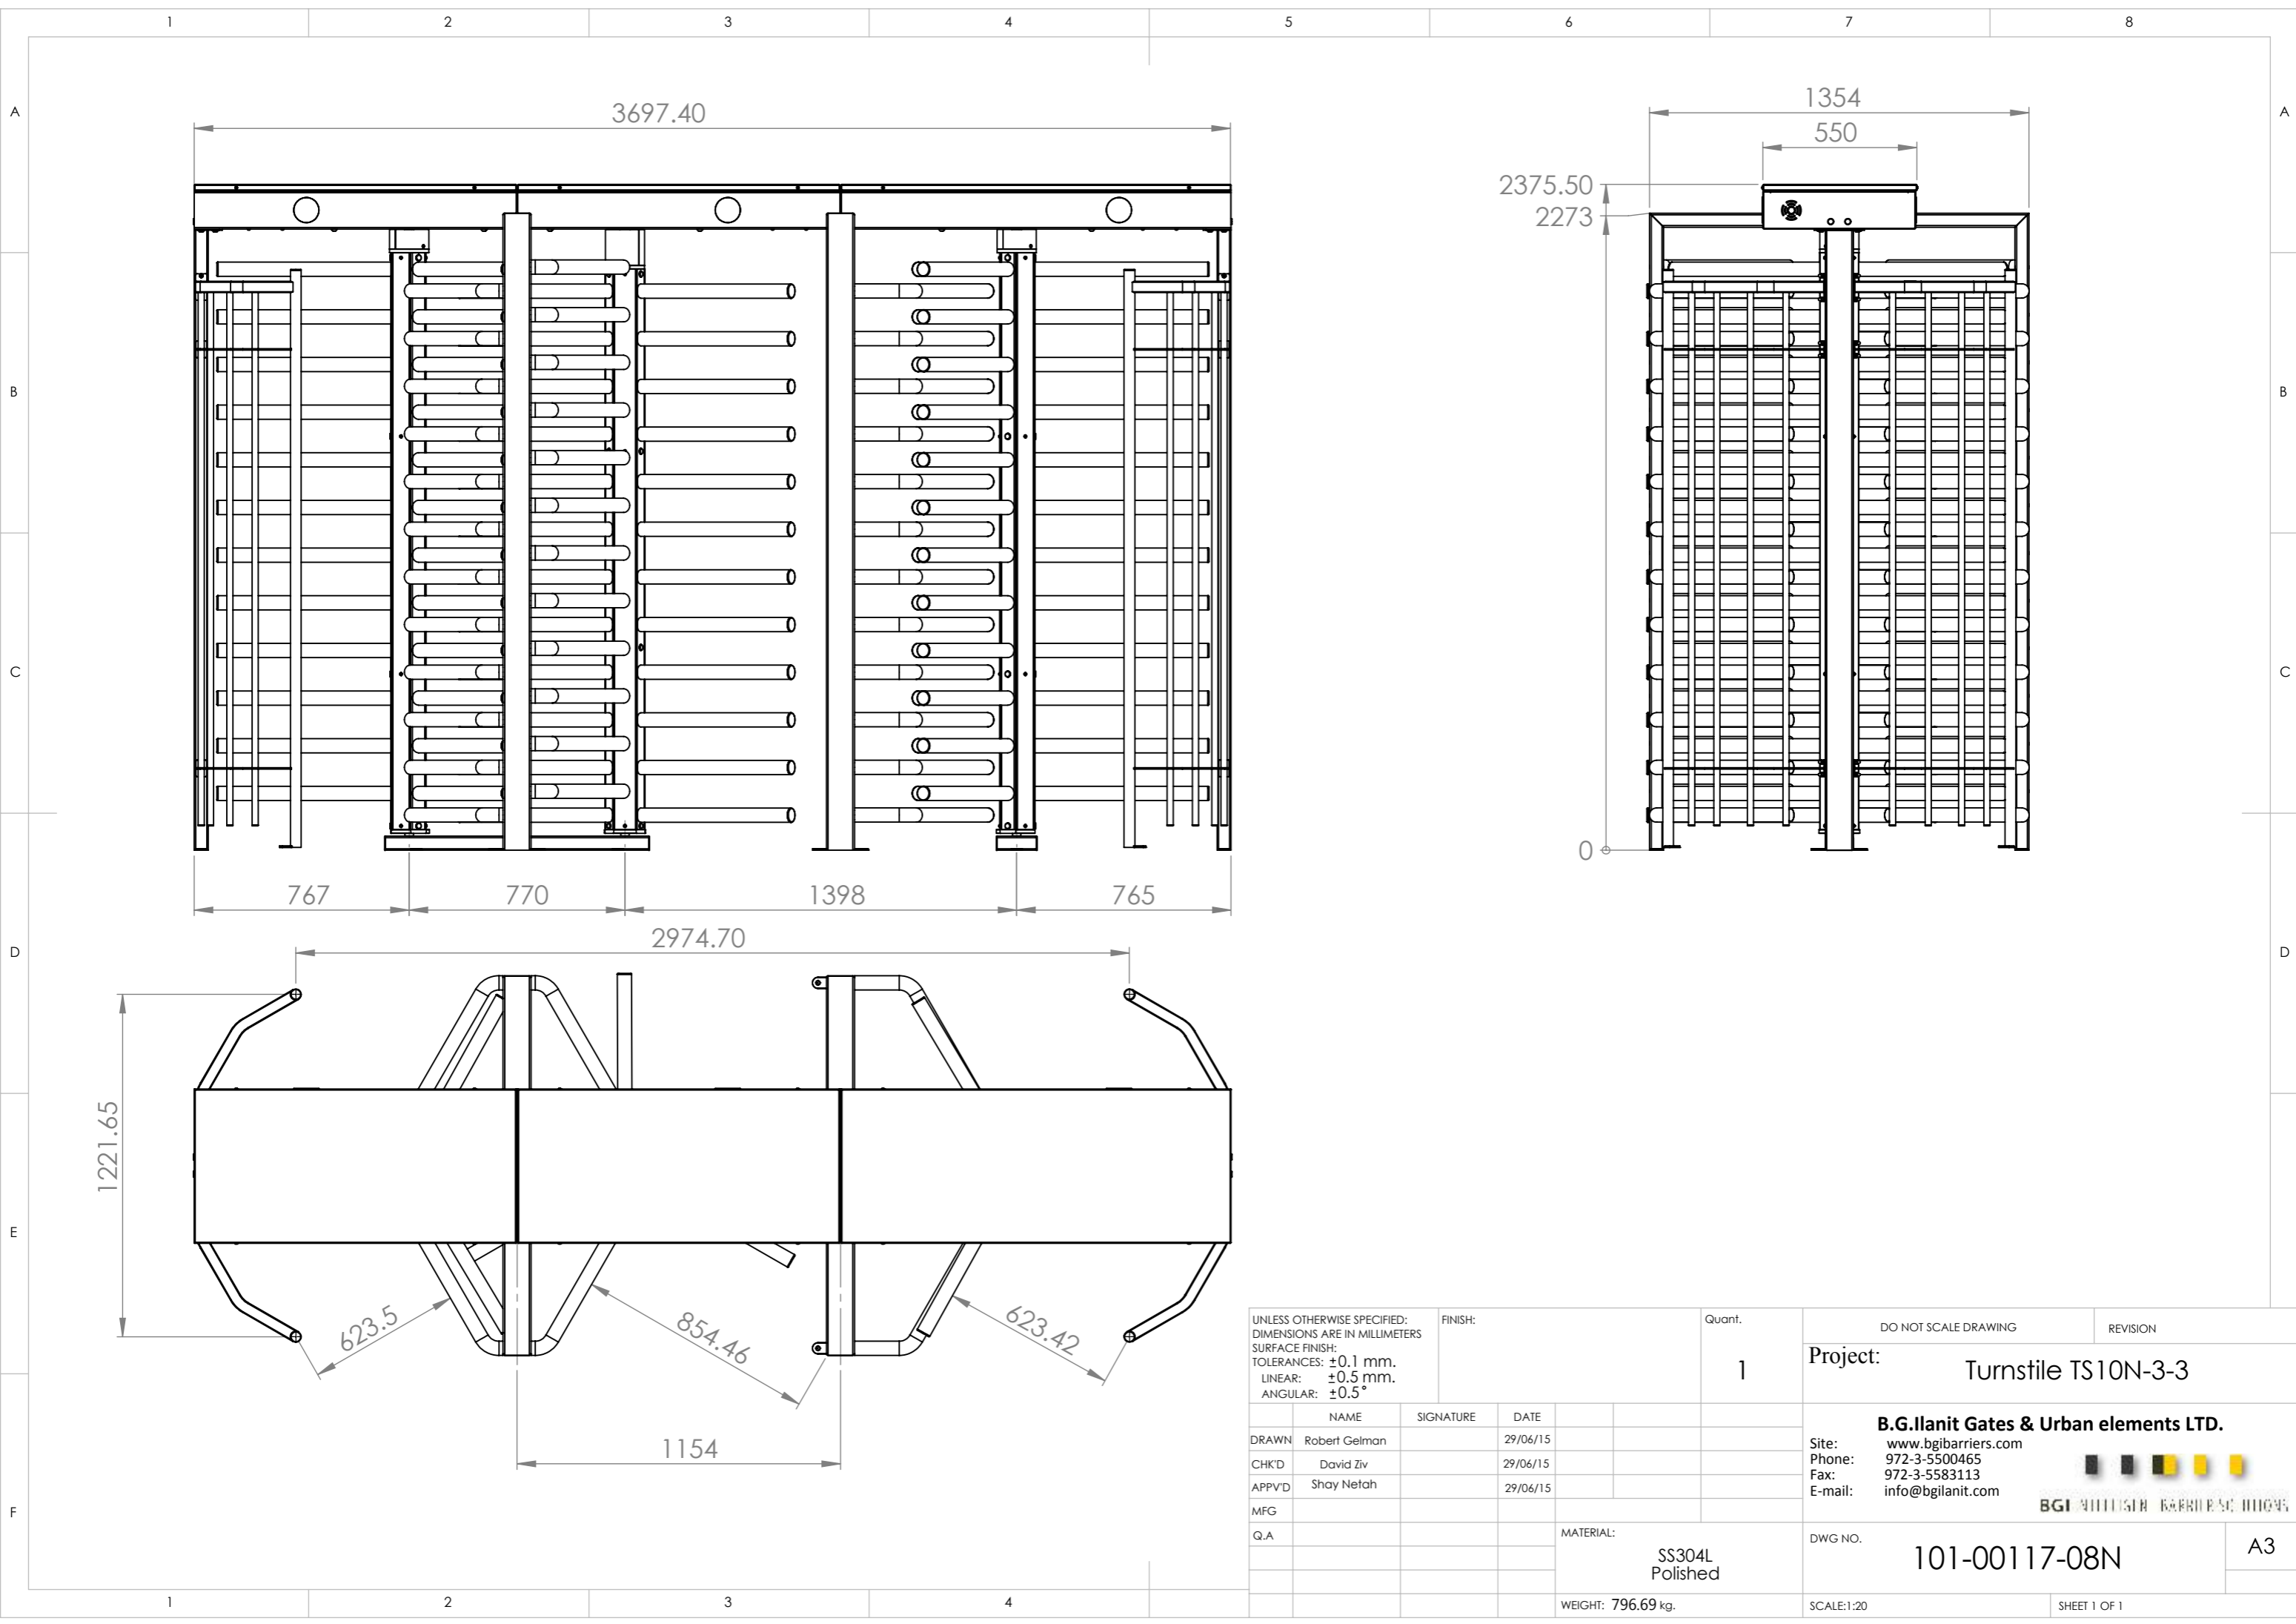 1 2 3 4 5 6 7 8
A A
3697.40
1354
550
2375.50
2273
B B
C C
0
767 770 1398 765
2974.70
D D
1221.65
E
623.5
854.46
623.42
1154
F
1 2 3 4
UNLESS OTHERWISE SPECIFIED:
DIMENSIONS ARE IN MILLIMETERS
SURFACE FINISH:
TOLERANCES: ±0.1 mm.
LINEAR: ±0.5 mm.
ANGULAR: ±0.5°
FINISH:
Quant.
1
DO NOT SCALE DRAWING
REVISION
Project:
Turnstile TS10N-3-3
NAME SIGNATURE DATE
DRAWN Robert Gelman 29/06/15
CHK'D David Ziv 29/06/15
APPV'D Shay Netah 29/06/15
MFG
Q.A
B.G.Ilanit Gates & Urban elements LTD.
Site: www.bgibarriers.com
Phone: 972-3-5500465
Fax: 972-3-5583113
E-mail: info@bgilanit.com
BGI
MATERIAL:
SS304L
Polished
DWG NO.
101-00117-08N
A3
WEIGHT: 796.69 kg.
SCALE:1:20
SHEET 1 OF 1